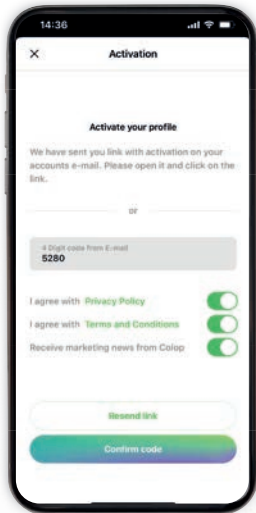 14:36
Activation
Activate your profile
We have sent you link with activation on your
accounts e-mail. Please open it and click on the
link.
or
4 Digit code from E-mail
5280
I agree with Privacy Policy
I agree with Terms and Conditions
Receive marketing news from Colop
Resend link
Confirm code